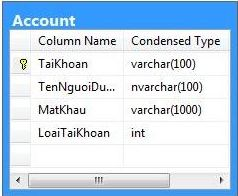 Account
Column Name Condensed Type
TaiKhoan varchar(100)
TenNguoiDu... nvarchar(100)
MatKhau varchar(1000)
LoaiTaiKhoan int